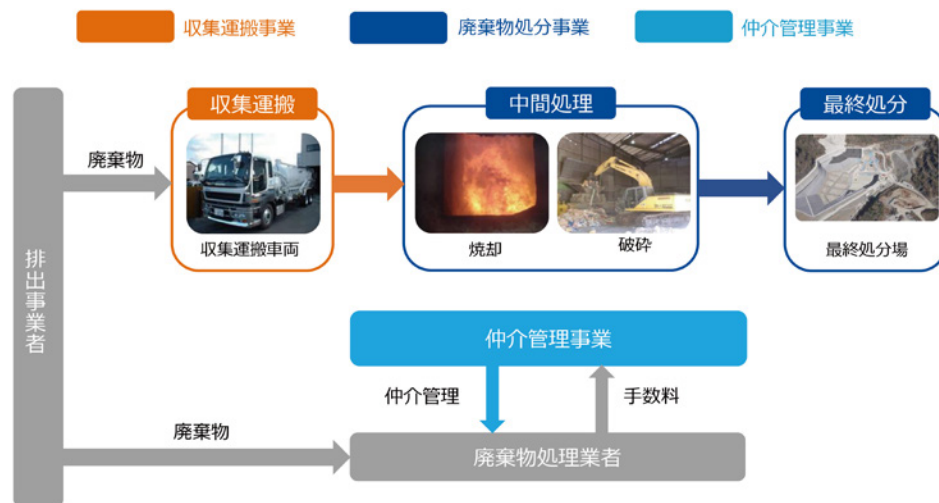 収集運搬事業
廃棄物処分事業
仲介管理事業
収集運搬
中間処理
最終処分
廃棄物
収集運搬車両
焼却
破砕
最終処分場
排出事業者
仲介管理事業
仲介管理
手数料
廃棄物
廃棄物処理業者